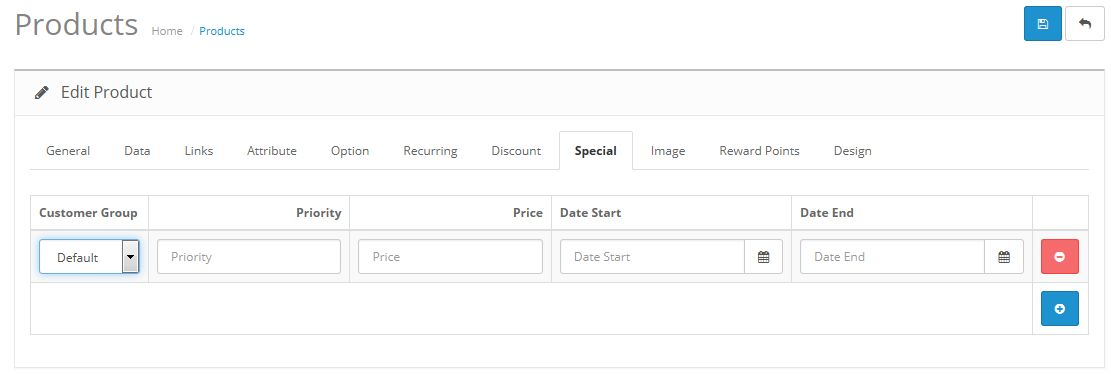 Products Home / Products
Edit Product
General Data Links Attribute Option Recurring Discount Special Image Reward Points Design
Customer Group Priority Price Date Start Date End
Default Priority Price Date Start Date End